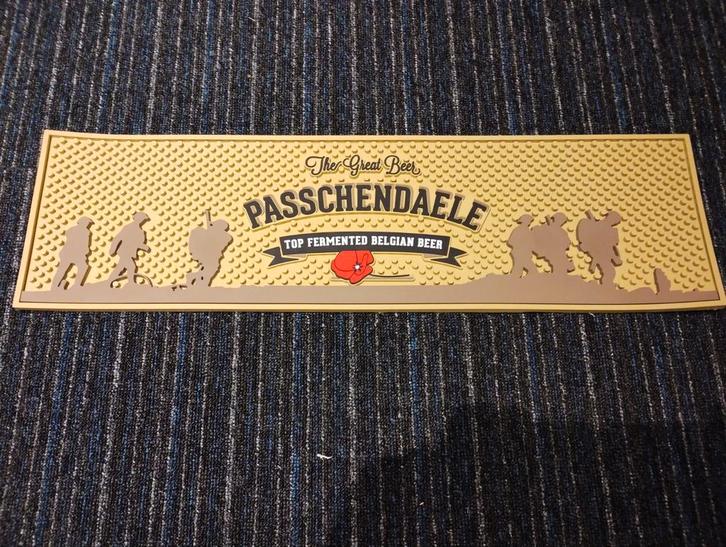 The Great Beer
PASSCHENDAELE
TOP FERMENTED BELGIAN BEER